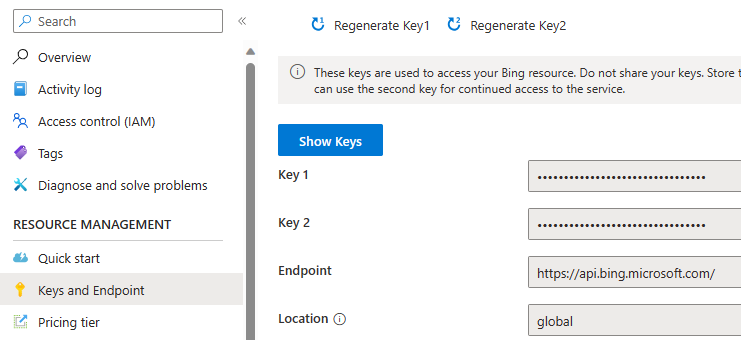 Search
Regenerate Key1
Regenerate Key2
Overview
Activity log
Access control (IAM)
Tags
Diagnose and solve problems
RESOURCE MANAGEMENT
Quick start
Keys and Endpoint
Pricing tier
These keys are used to access your Bing resource. Do not share your keys. Store
can use the second key for continued access to the service.
Show Keys
Key 1
••••••••••••••••••••••••••••••••
Key 2
••••••••••••••••••••••••••••••••
Endpoint
https://api.bing.microsoft.com/
Location
global